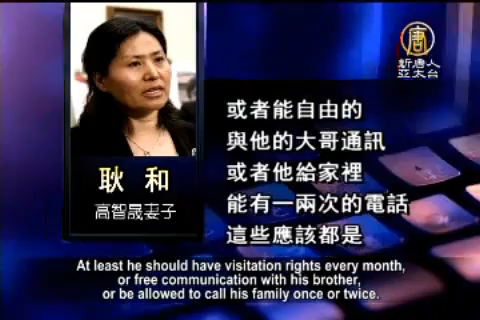 唐
新唐人
亞太台
或者能自由的
與他的大哥通訊
或者他給家裡
能有一兩次的電話
這些應該都是
耿和
高智晟妻子
At least he should have visitation rights every month,
or free communication with his brother,
or be allowed to call his family once or twice.